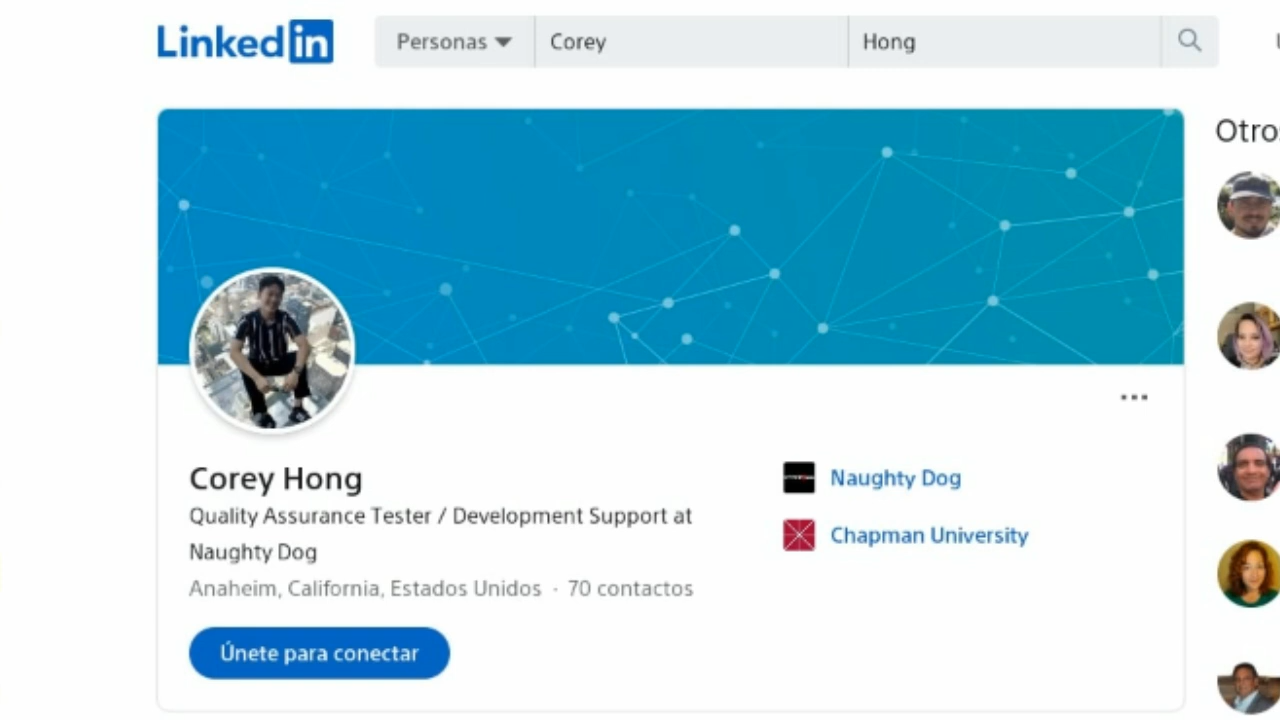 LinkedIn
Personas
Corey
Hong
Otros
Corey Hong
Quality Assurance Tester / Development Support at
Naughty Dog
Anaheim, California, Estados Unidos · 70 contactos
Únete para conectar
Naughty Dog
Chapman University